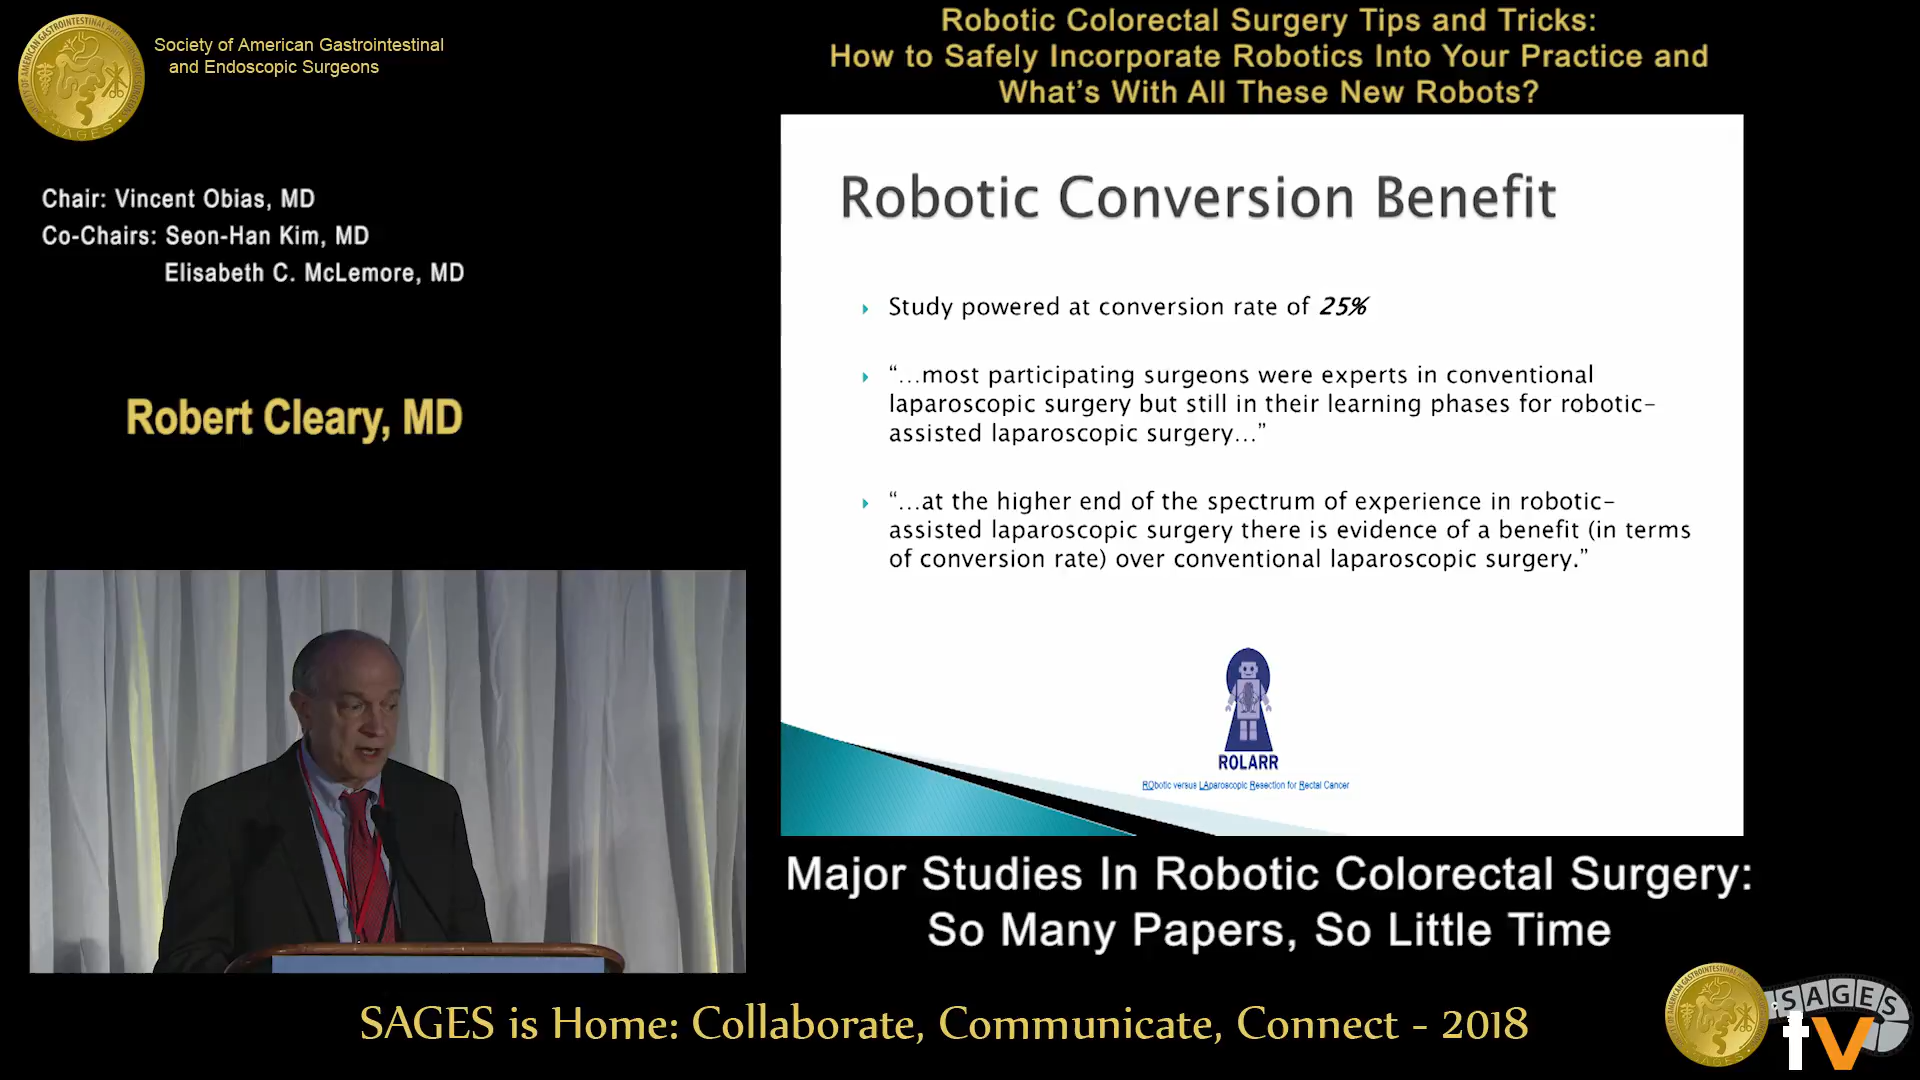 Society of American Gastrointestinal
and Endoscopic Surgeons
Robotic Colorectal Surgery Tips and Tricks:
How to Safely Incorporate Robotics Into Your Practice and
What's With All These New Robots?
Chair: Vincent Obias, MD
Co-Chairs: Seon-Han Kim, MD
Elisabeth C. McLemore, MD
Robert Cleary, MD
Robotic Conversion Benefit
Study powered at conversion rate of 25%
“…most participating surgeons were experts in conventional
laparoscopic surgery but still in their learning phases for robotic-
assisted laparoscopic surgery…”
“…at the higher end of the spectrum of experience in robotic-
assisted laparoscopic surgery there is evidence of a benefit (in terms
of conversion rate) over conventional laparoscopic surgery.”
ROLARR
RObotic versus LAparoscopic Resection for Rectal Cancer
Major Studies In Robotic Colorectal Surgery:
So Many Papers, So Little Time
SAGES is Home: Collaborate, Communicate, Connect - 2018
SAGES
tv